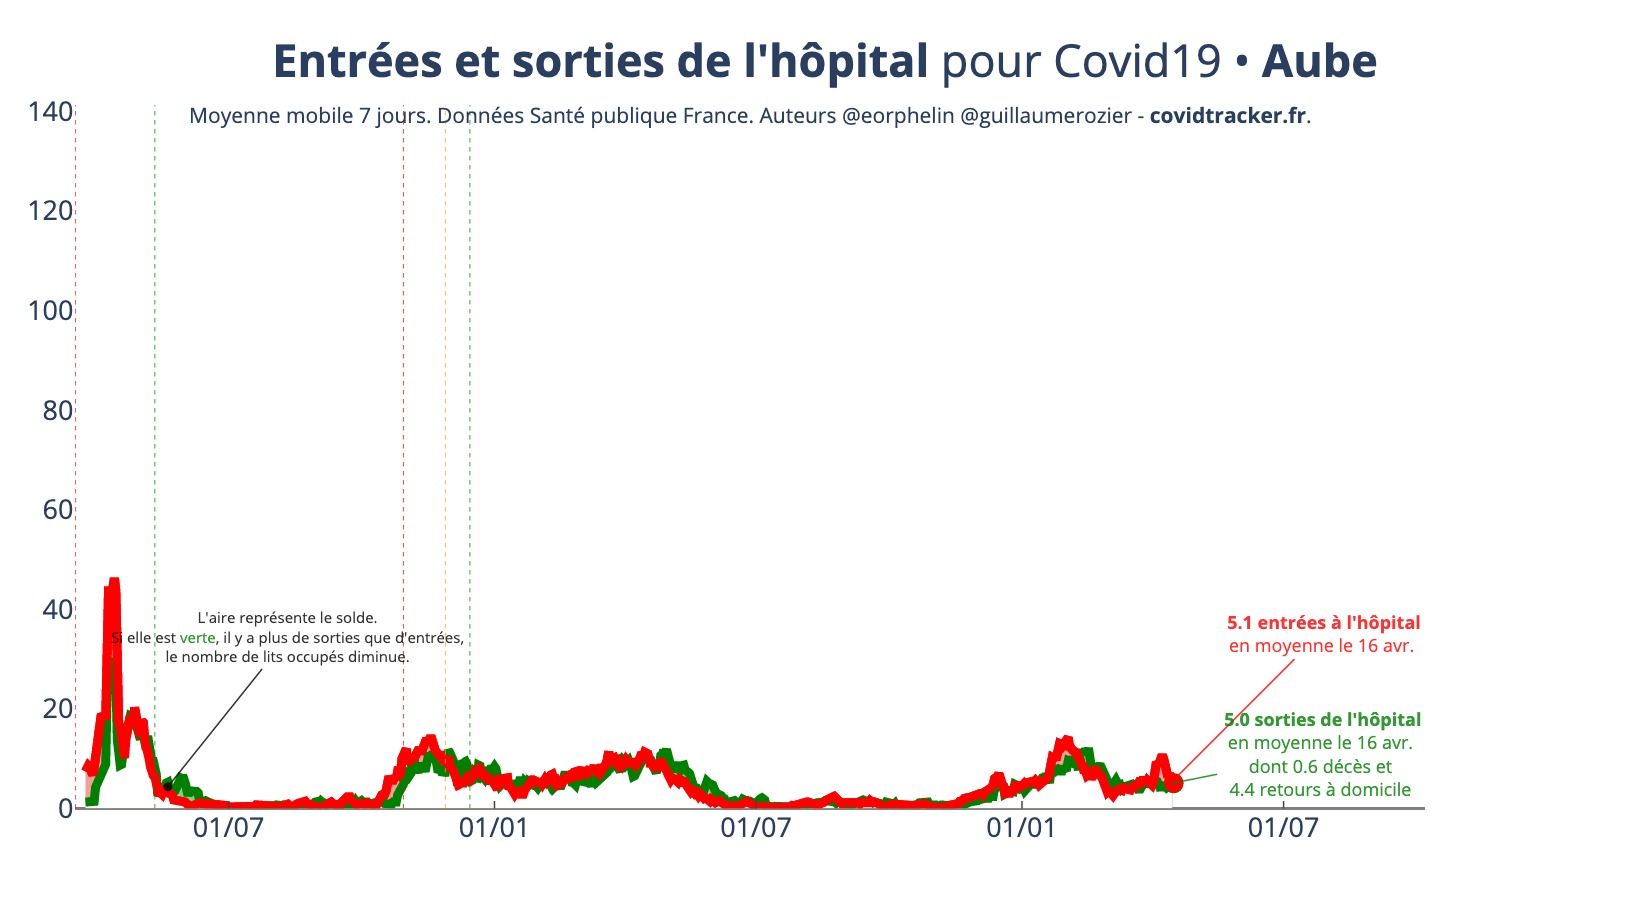 Entrées et sorties de l'hôpital pour Covid19 • Aube
Moyenne mobile 7 jours. Données Santé publique France. Auteurs @eorphelin @guillaumerozier - covidtracker.fr.
140
120
100
80
60
40
20
0
L'aire représente le solde.
Si elle est verte, il y a plus de sorties que d'entrées,
le nombre de lits occupés diminue.
5.1 entrées à l'hôpital
en moyenne le 16 avr.
5.0 sorties de l'hôpital
en moyenne le 16 avr.
dont 0.6 décès et
4.4 retours à domicile
01/07
01/01
01/07
01/01
01/07